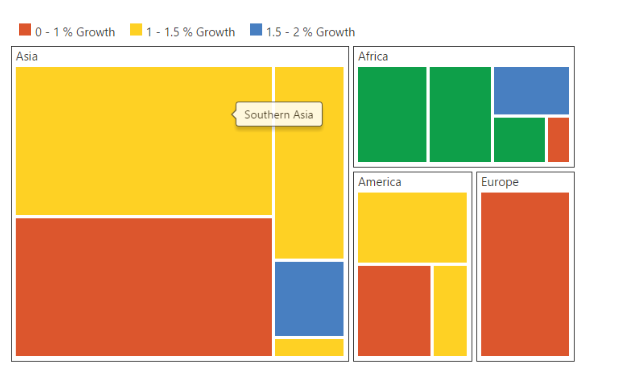 0 - 1 % Growth 1 - 1.5 % Growth 1.5 - 2 % Growth
Asia
Africa
Southern Asia
America
Europe